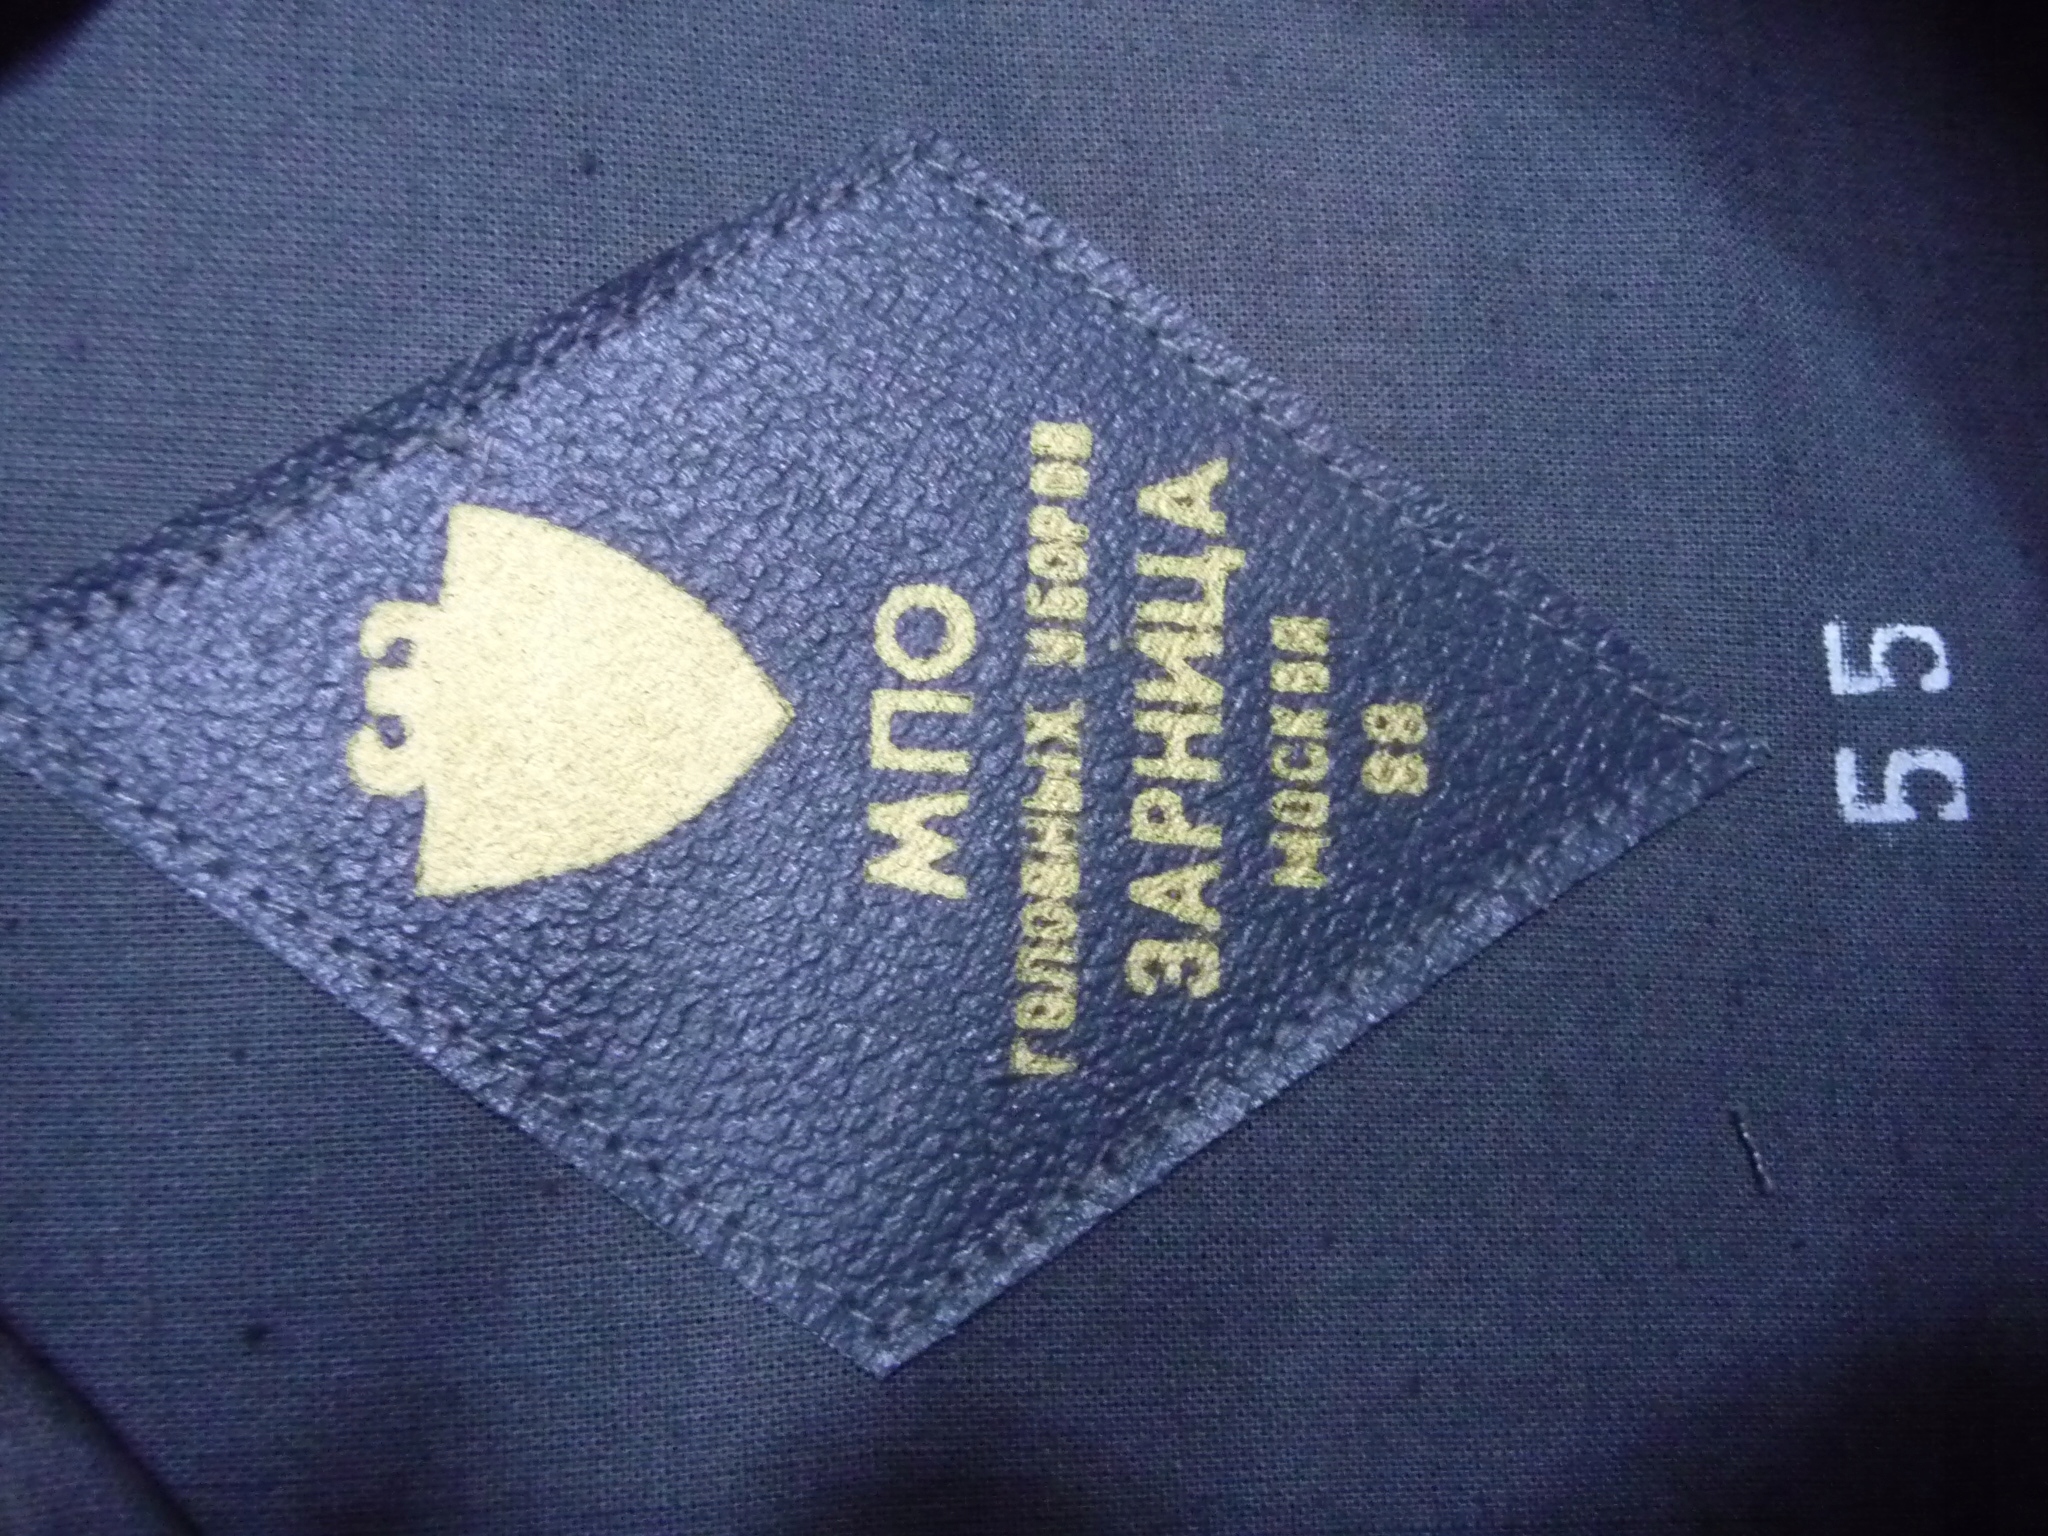 МПО
ГОЛОВНЫХ УБОРОВ
ЗАРНИЦА
МОСКВА
88
55